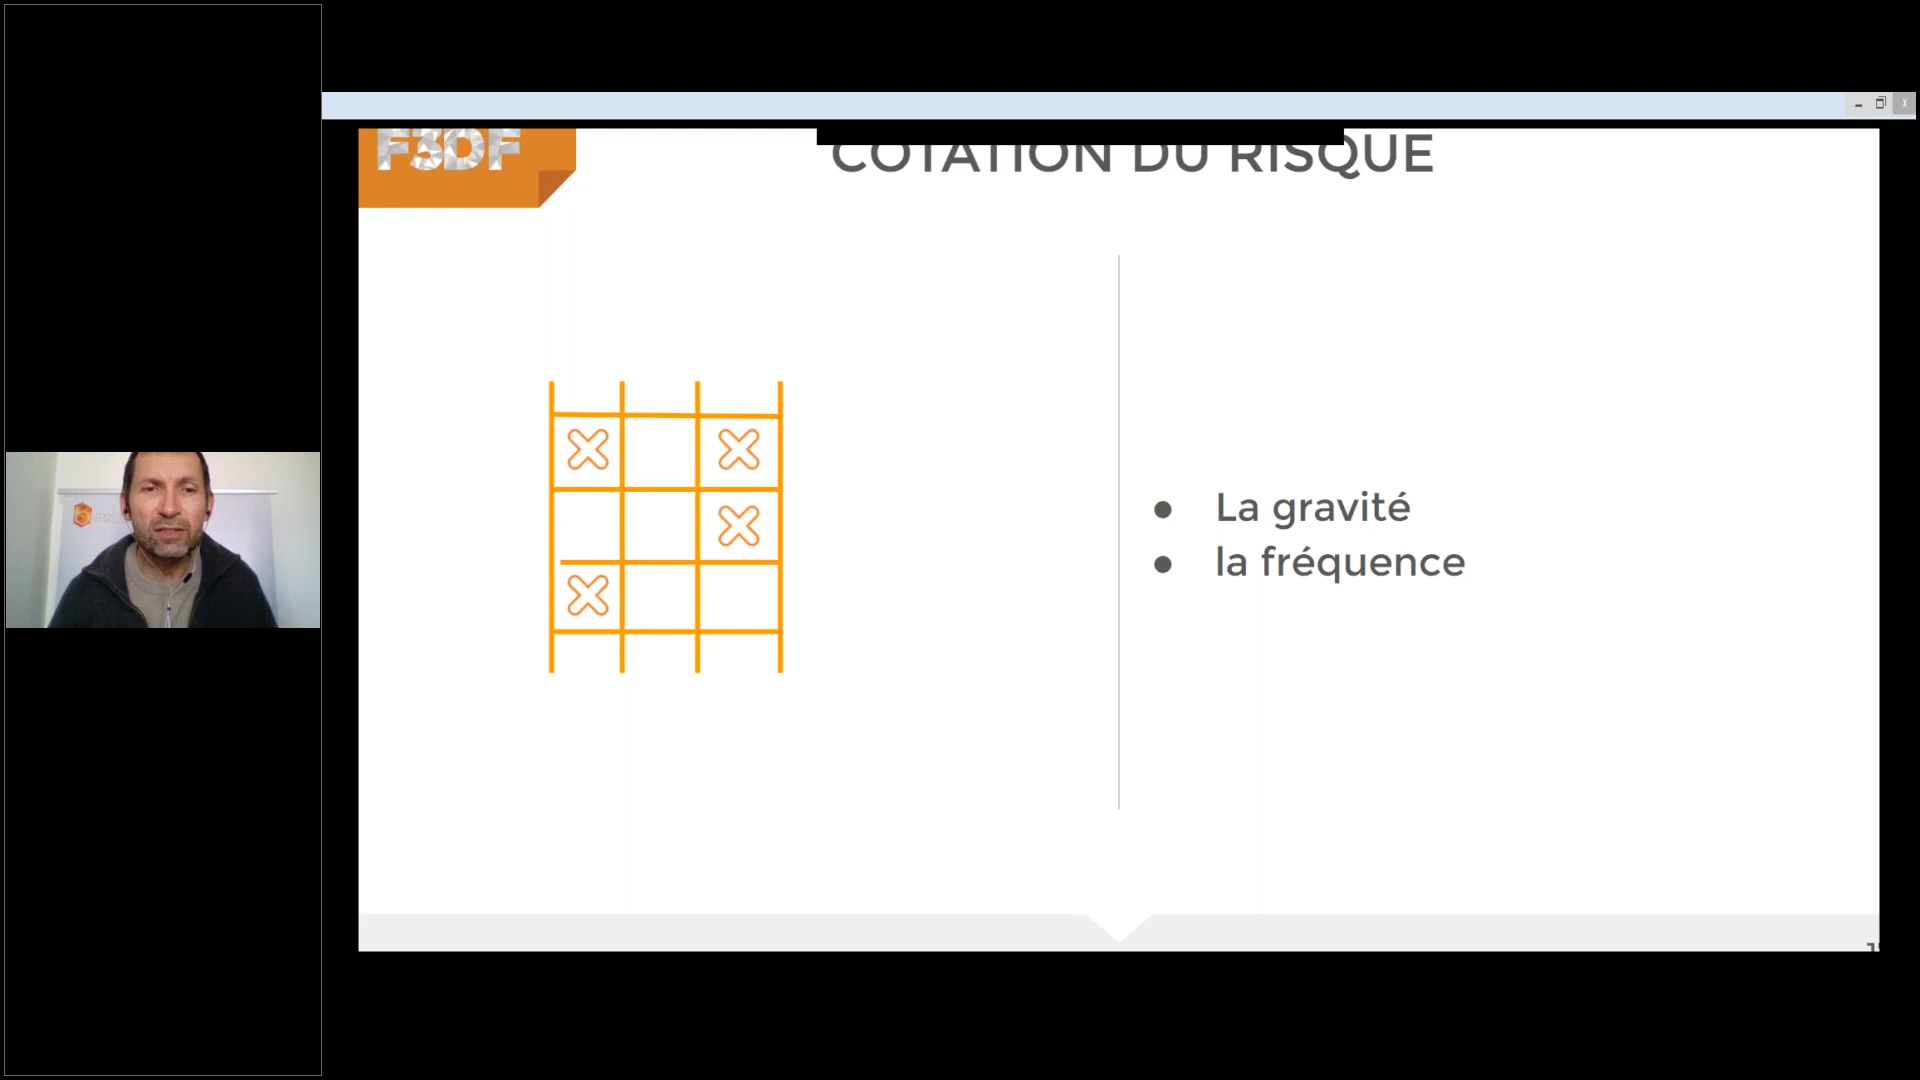 F3DF
COTATION DU RISQUE
● La gravité
● la fréquence